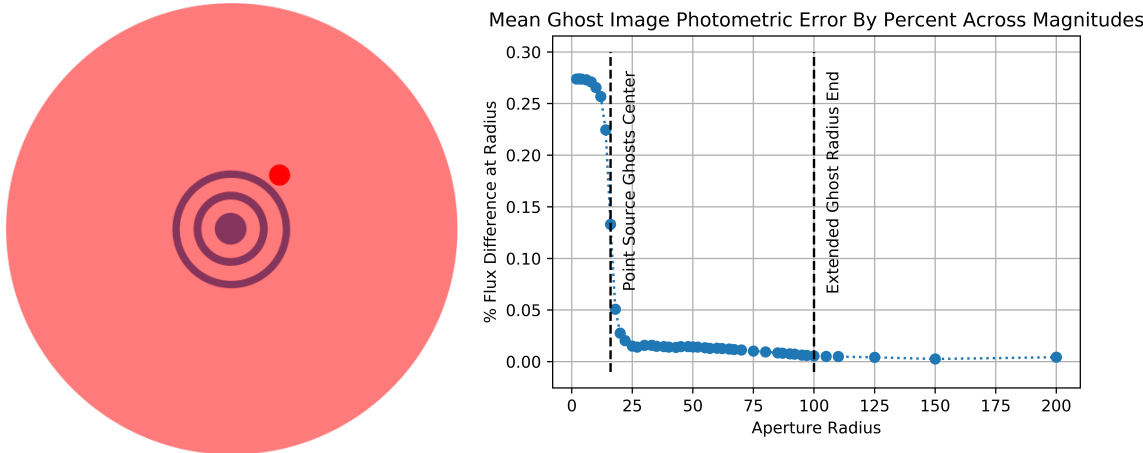 Mean Ghost Image Photometric Error By Percent Across Magnitudes
% Flux Difference at Radius
0.30
0.25
0.20
0.15
0.10
0.05
0.00
Point Source Ghosts Center
Extended Ghost Radius End
0 25 50 75 100 125 150 175 200
Aperture Radius